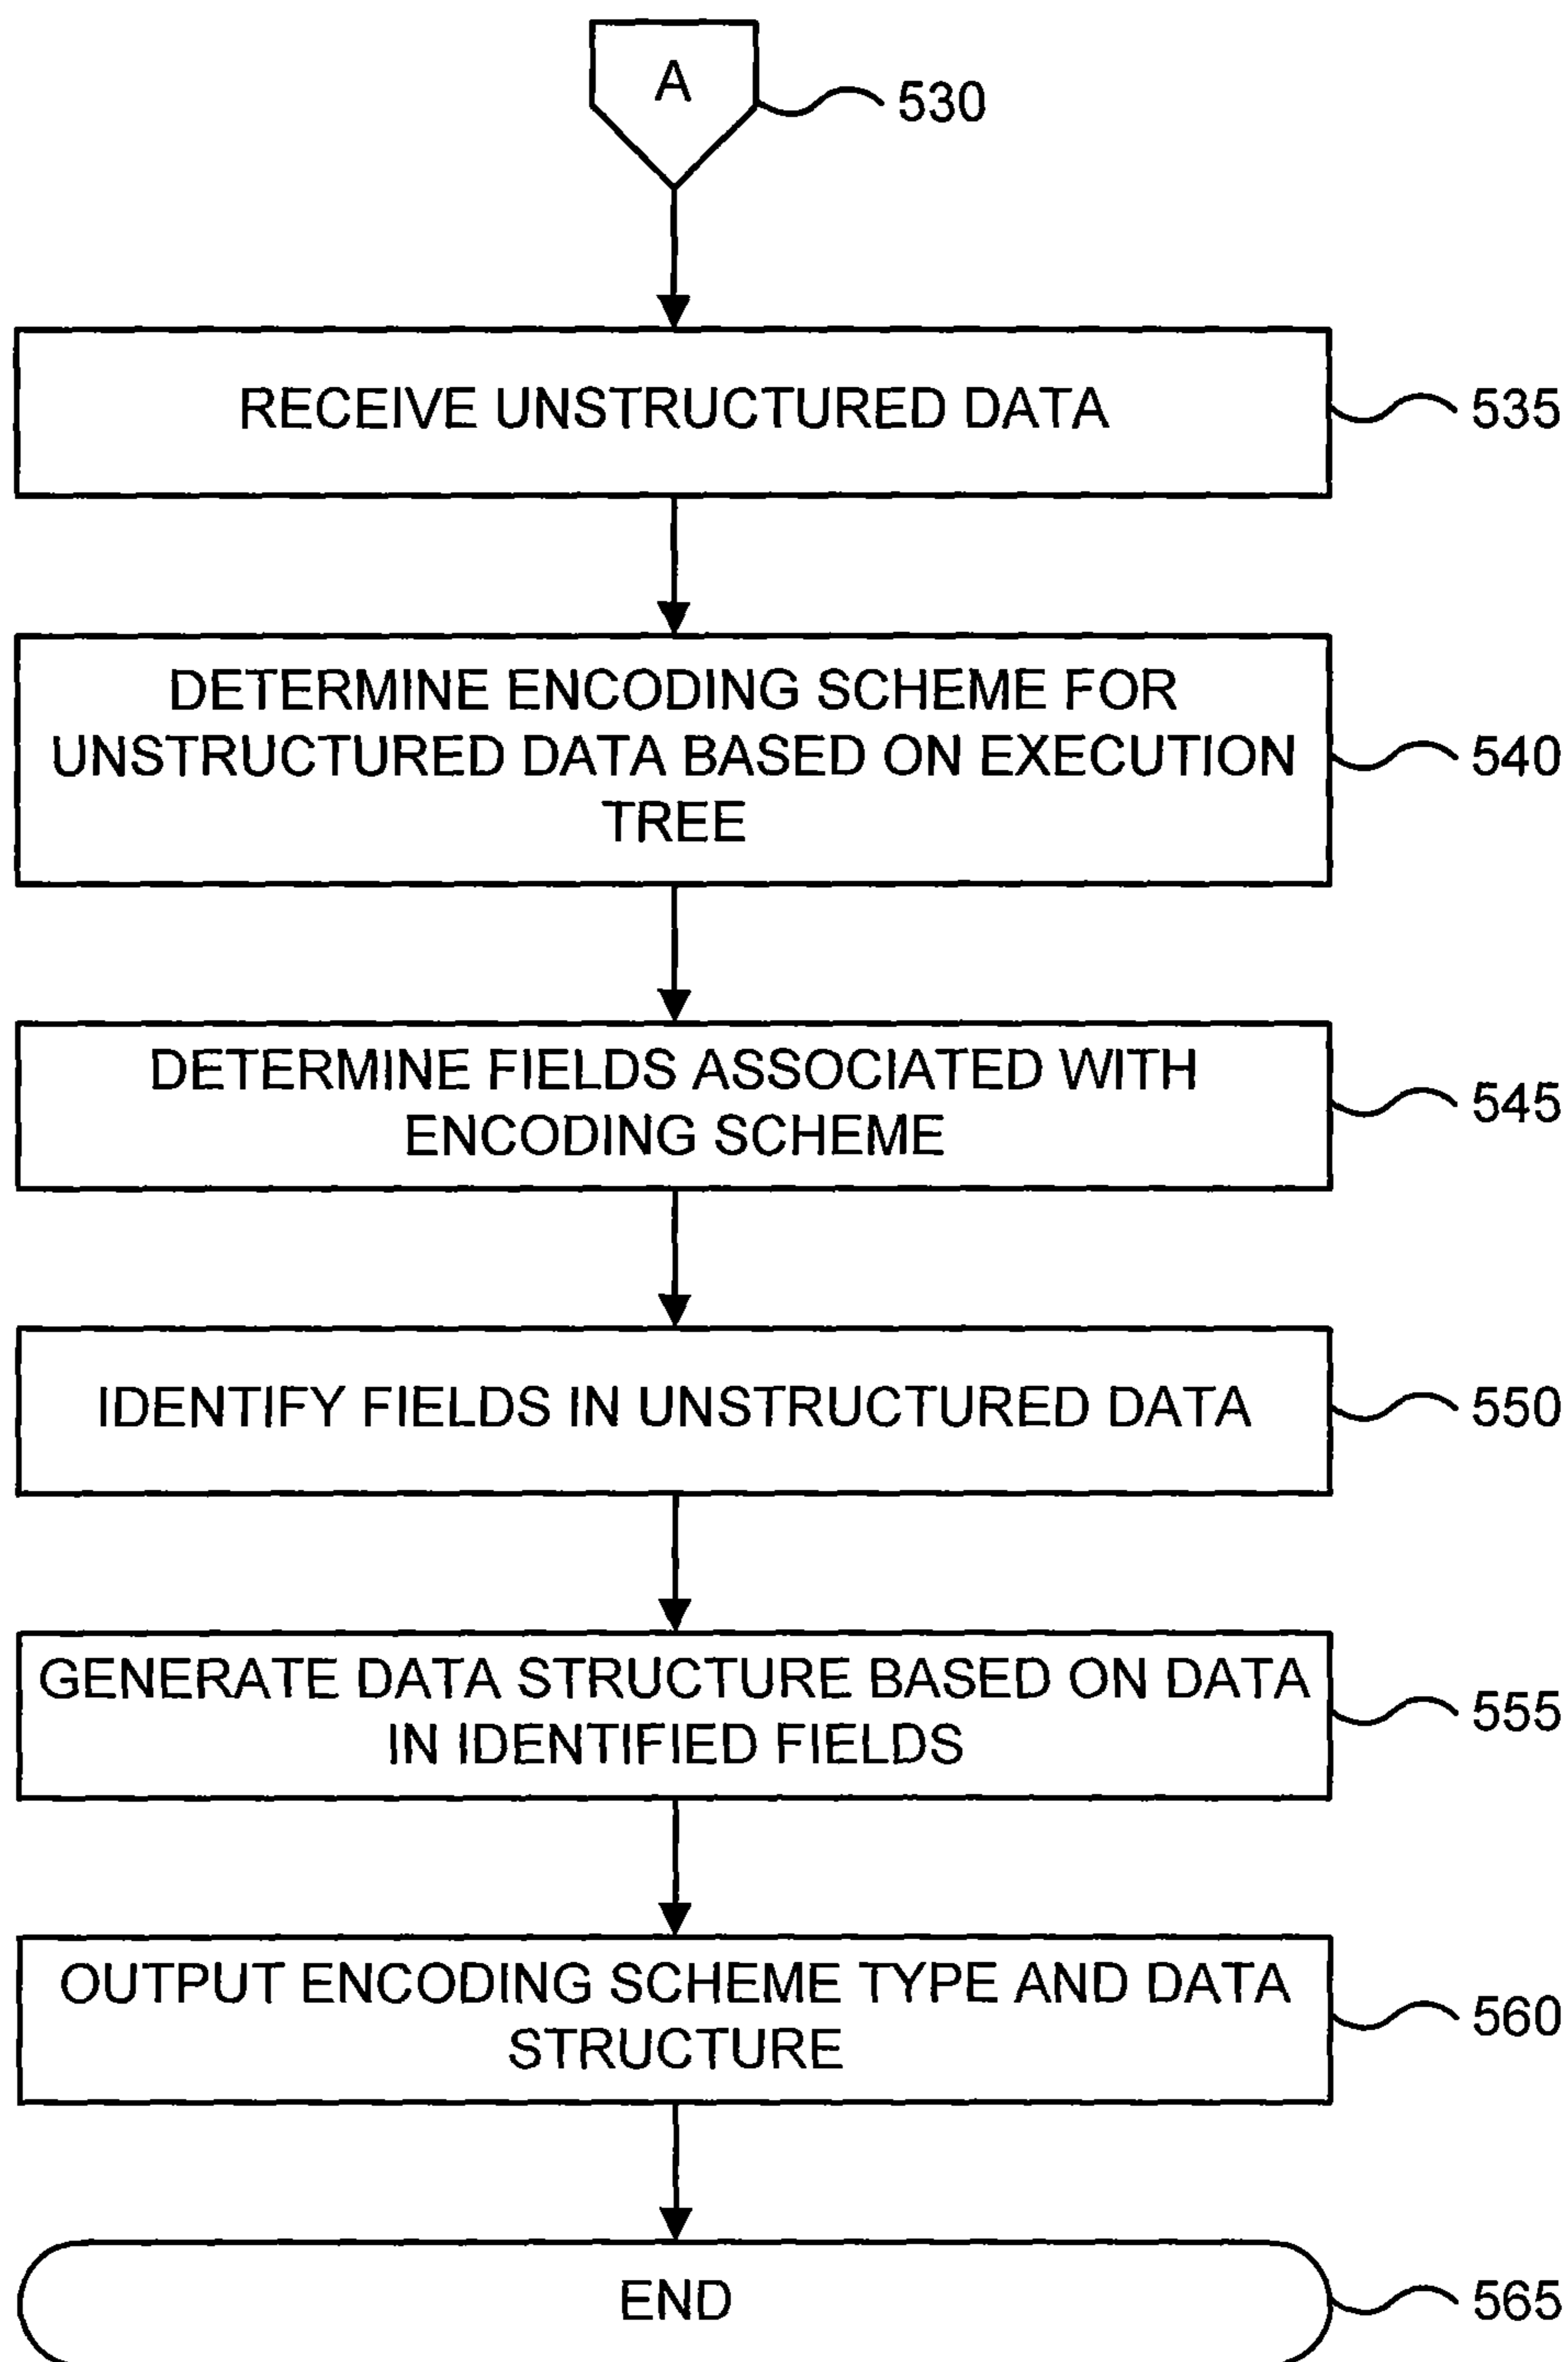 A
530
RECEIVE UNSTRUCTURED DATA
535
DETERMINE ENCODING SCHEME FOR
UNSTRUCTURED DATA BASED ON EXECUTION
TREE
540
DETERMINE FIELDS ASSOCIATED WITH
ENCODING SCHEME
545
IDENTIFY FIELDS IN UNSTRUCTURED DATA
550
GENERATE DATA STRUCTURE BASED ON DATA
IN IDENTIFIED FIELDS
555
OUTPUT ENCODING SCHEME TYPE AND DATA
STRUCTURE
560
END
565